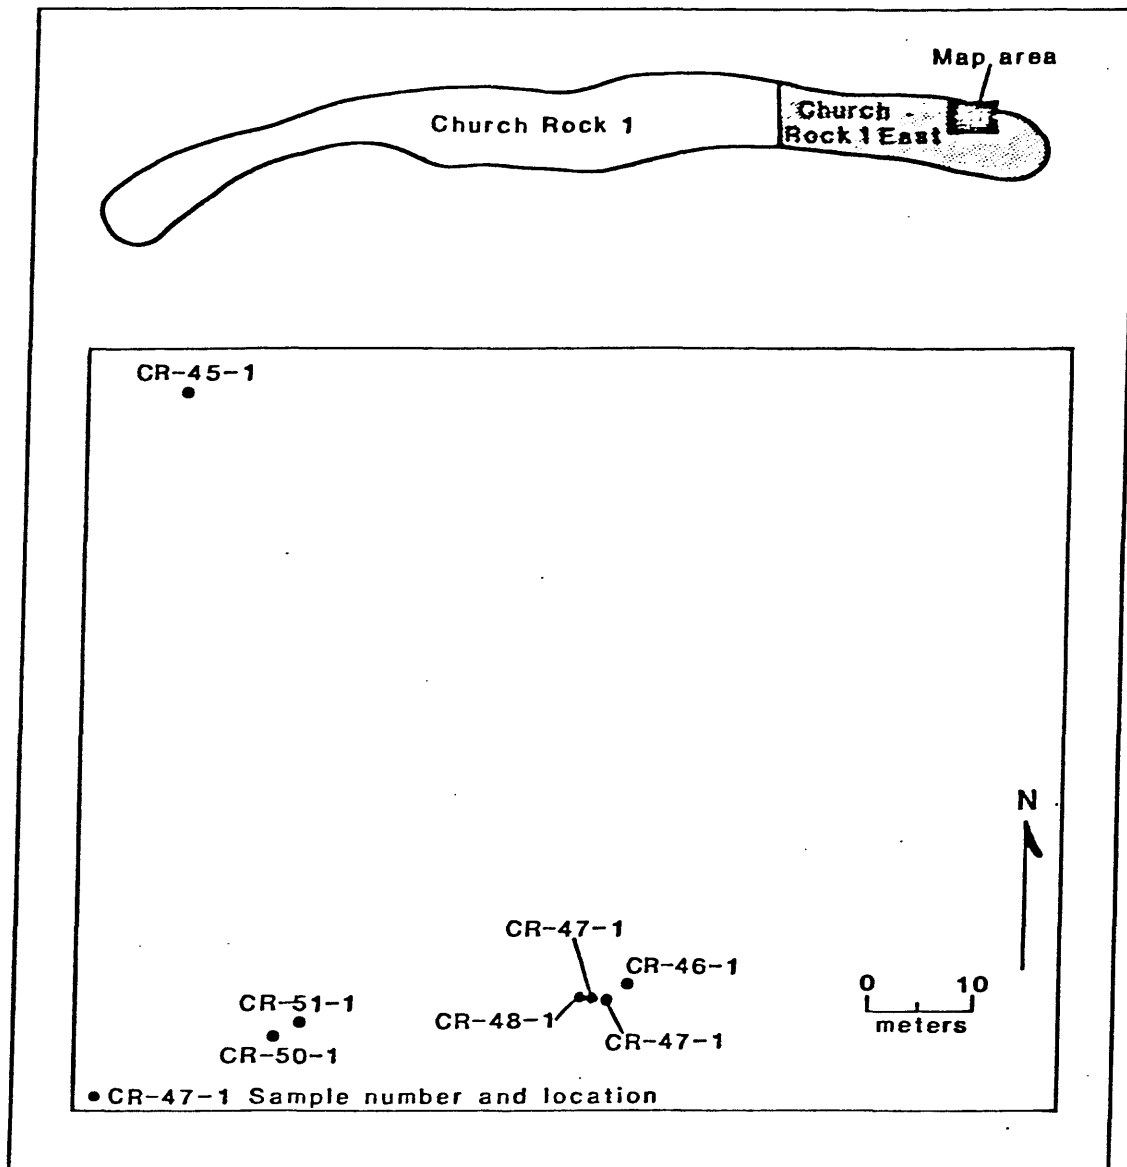 Map area
Church Rock 1
Church
Rock 1 East
CR-45-1
N
CR-47-1
CR-46-1
0 10
meters
CR-51-1
CR-48-1
CR-47-1
CR-50-1
CR-47-1 Sample number and location